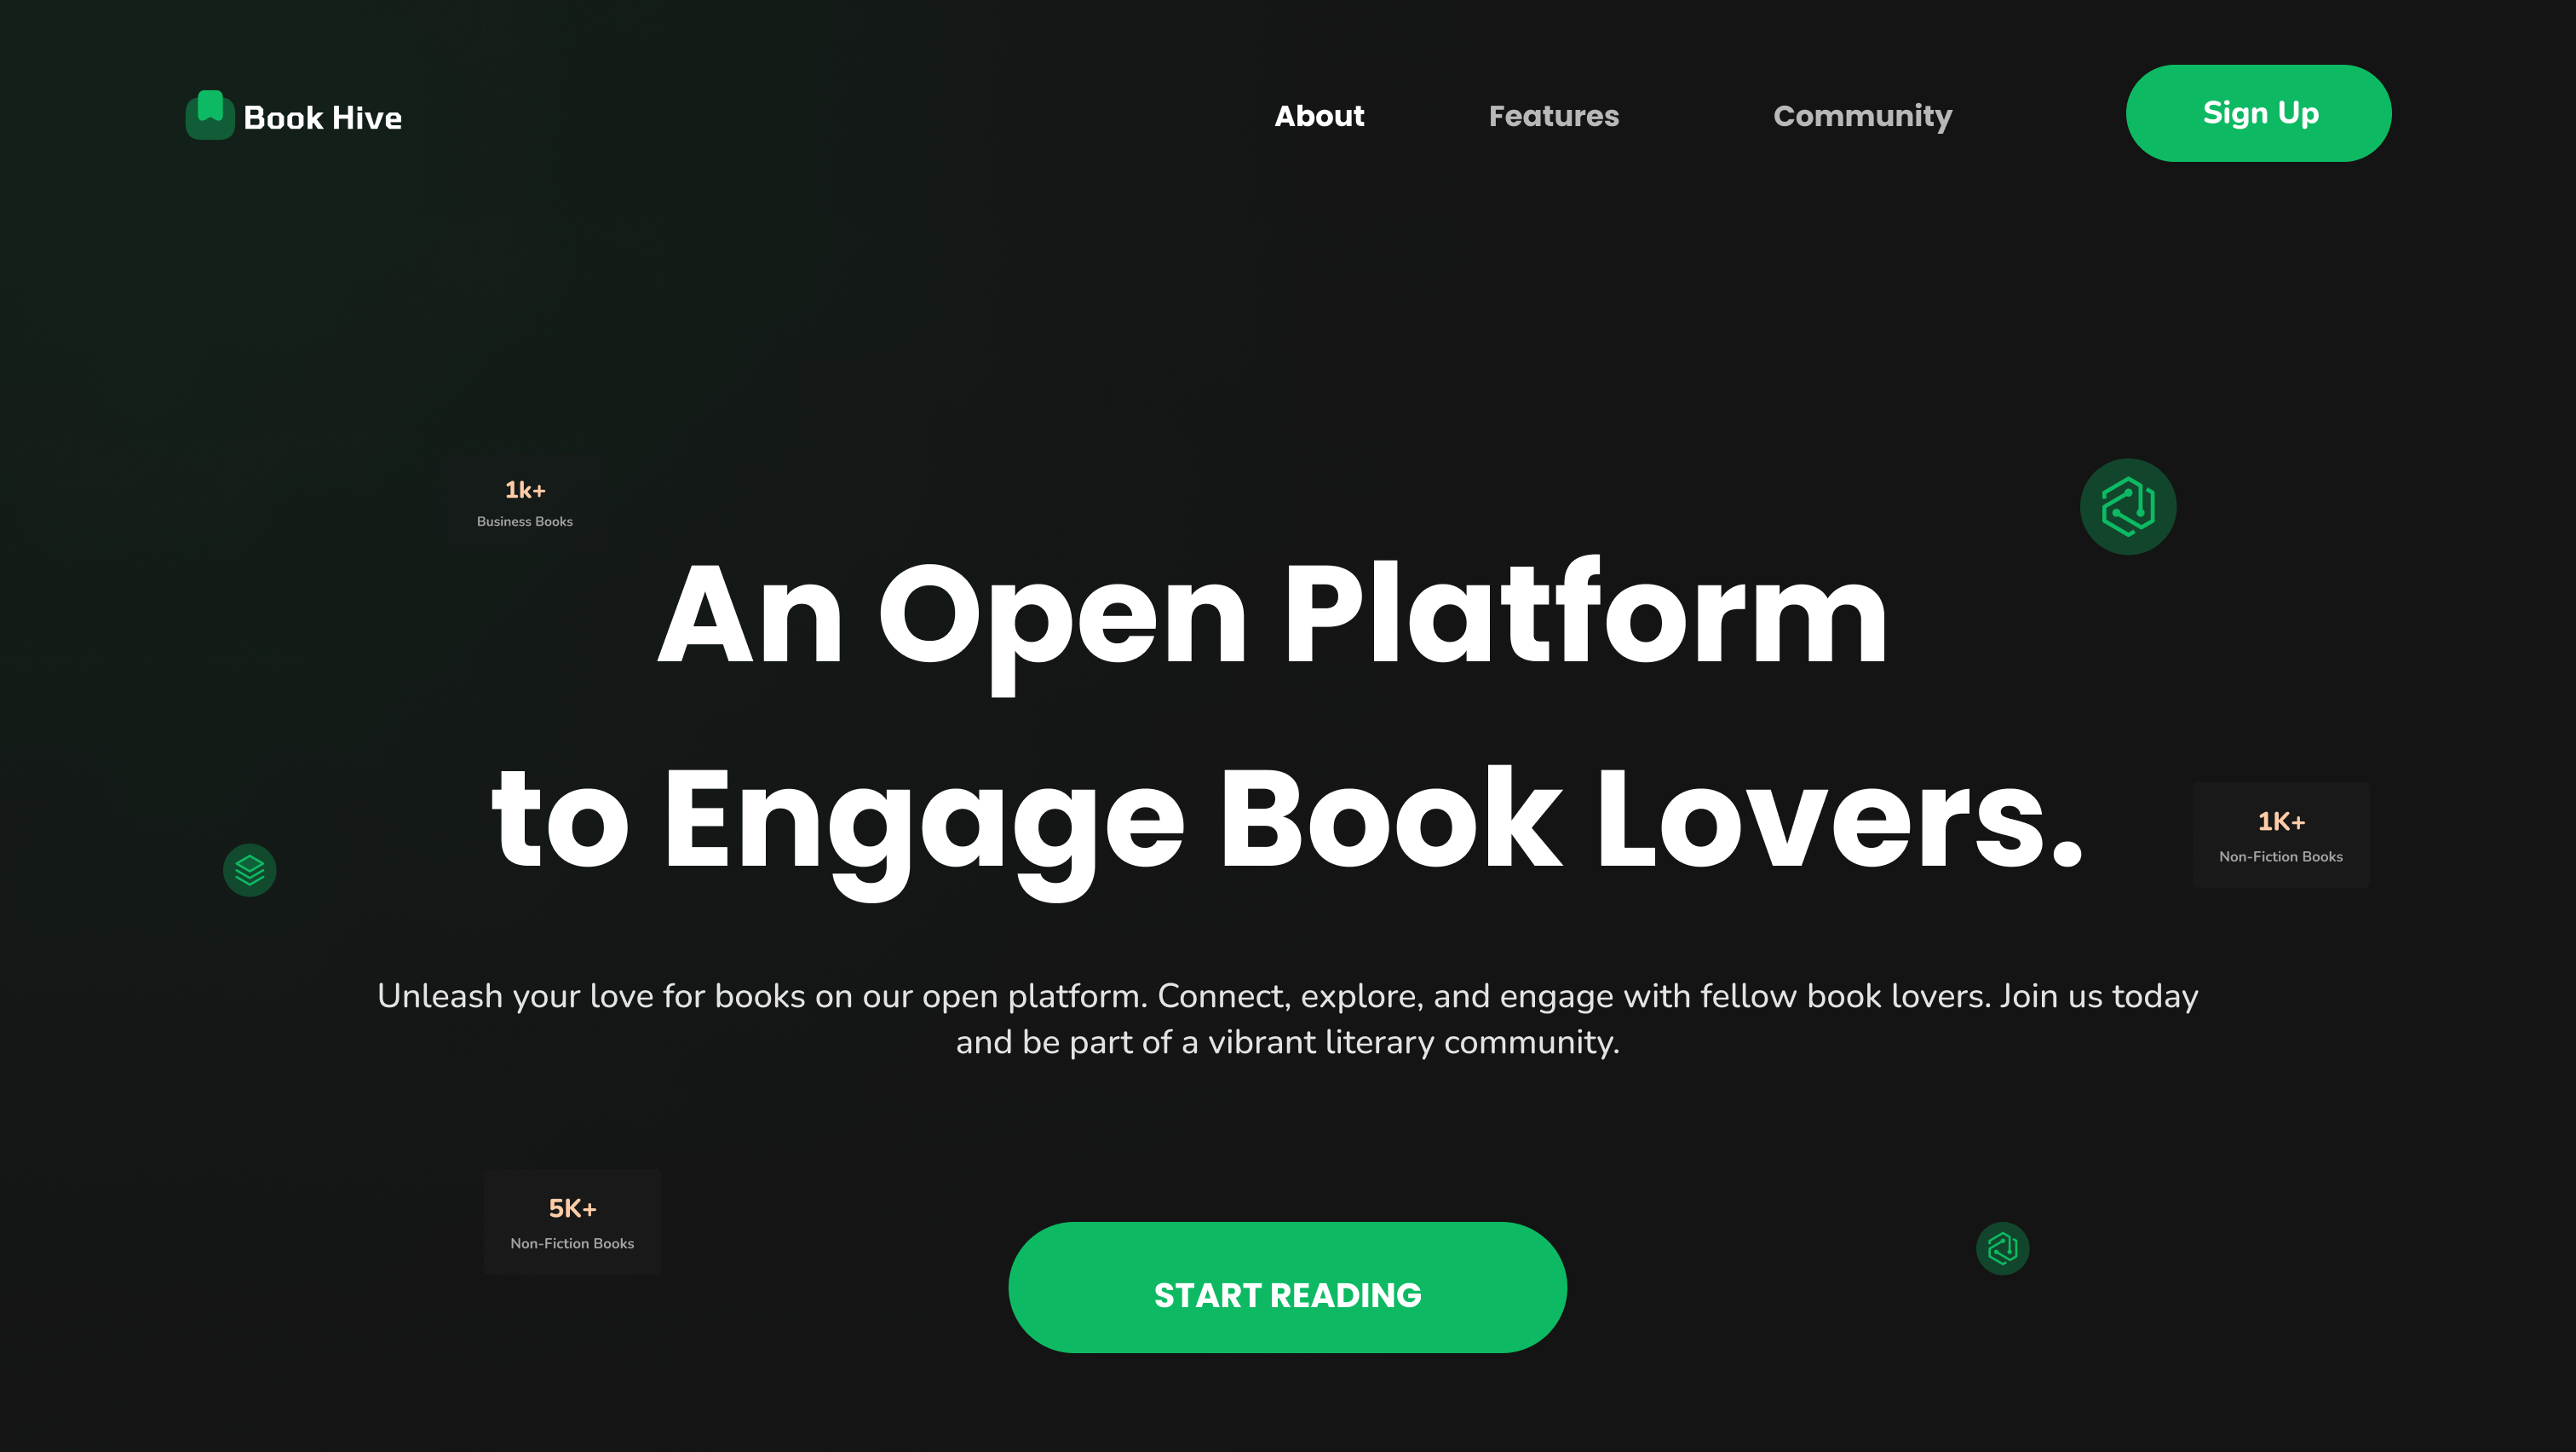 Book Hive
About
Features
Community
Sign Up
1k+
Business Books
An Open Platform
to Engage Book Lovers.
1K+
Non-Fiction Books
Unleash your love for books on our open platform. Connect, explore, and engage with fellow book lovers. Join us today
and be part of a vibrant literary community.
5K+
Non-Fiction Books
START READING